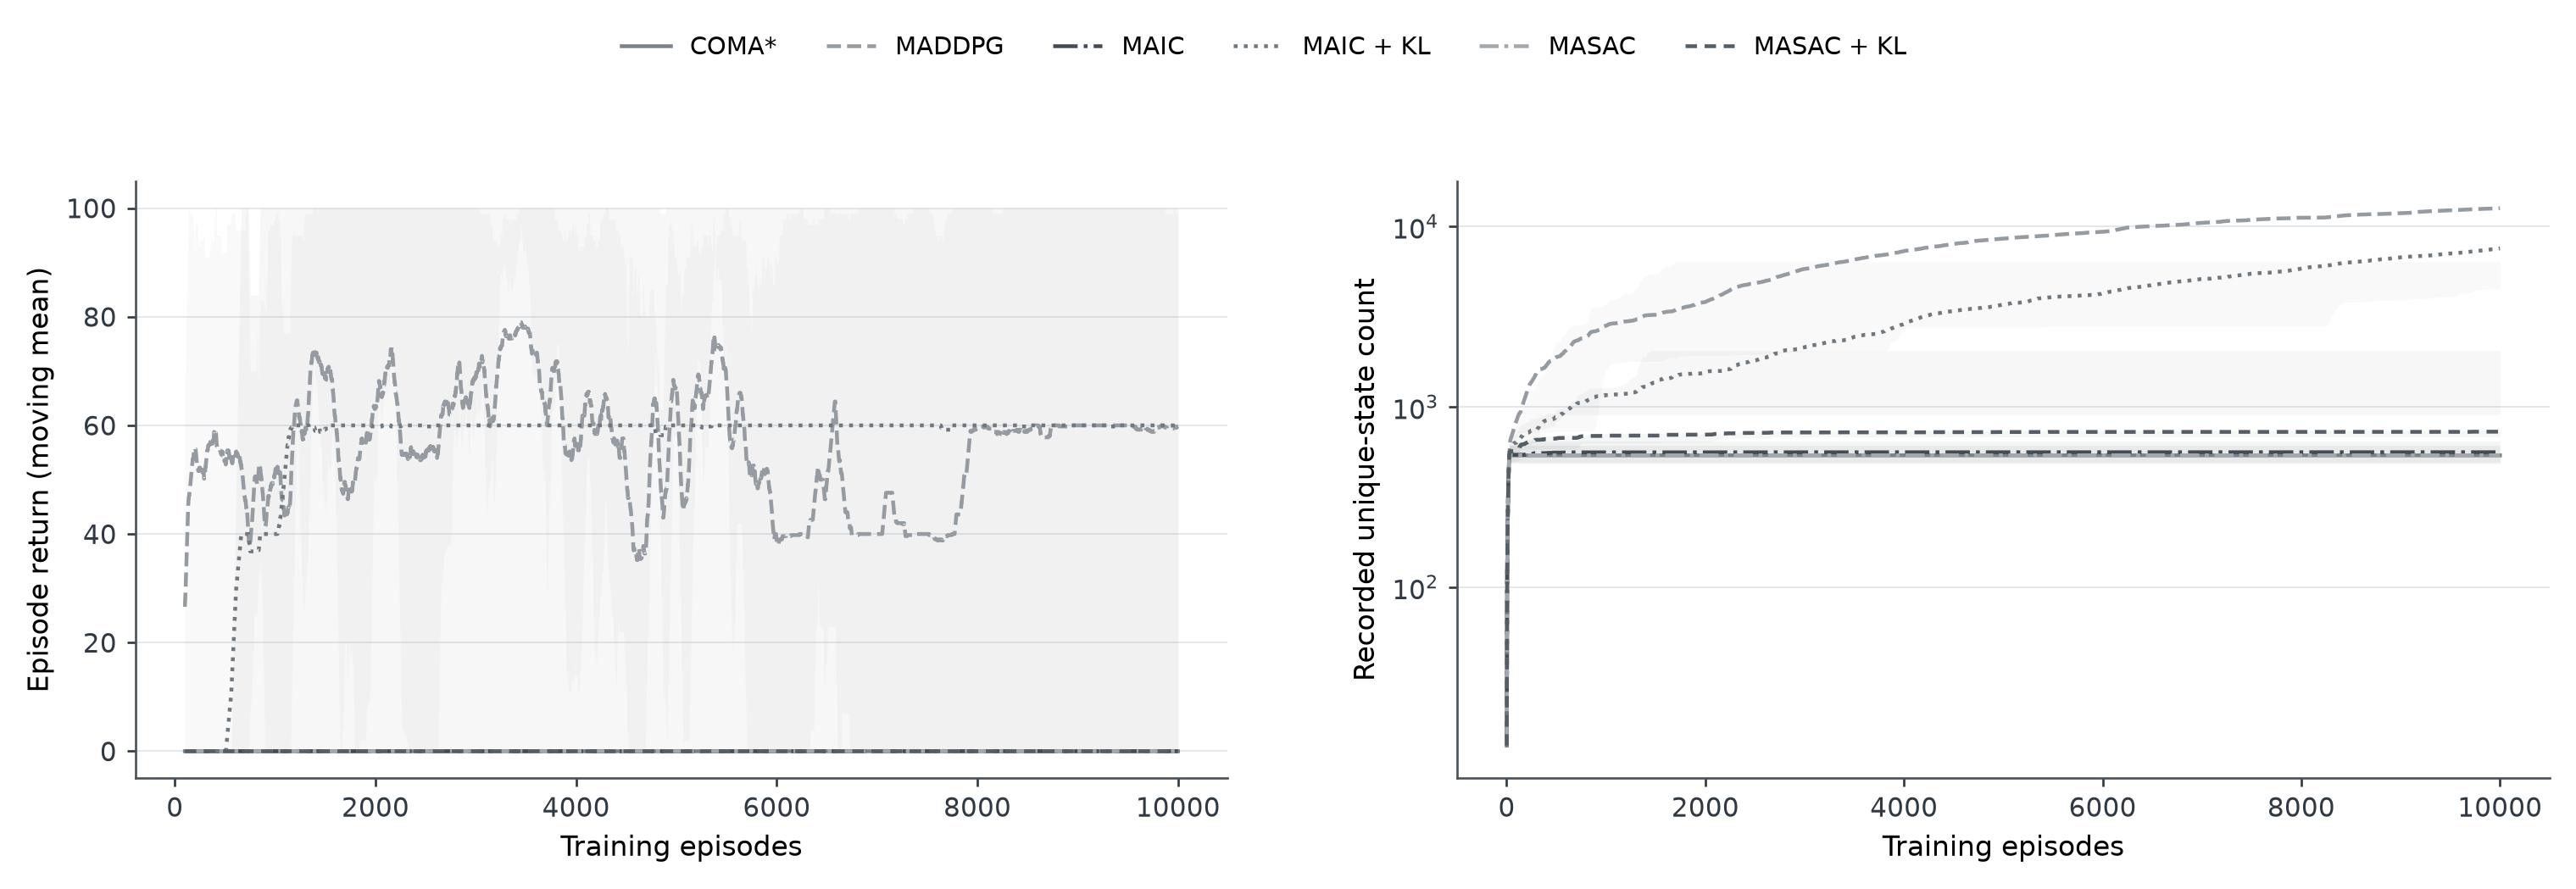 COMA* MADDPG MAIC MAIC + KL MASAC MASAC + KL
Episode return (moving mean)
100
80
60
40
20
0
0 2000 4000 6000 8000 10000
Training episodes
Recorded unique-state count
10⁴
10³
10²
0 2000 4000 6000 8000 10000
Training episodes